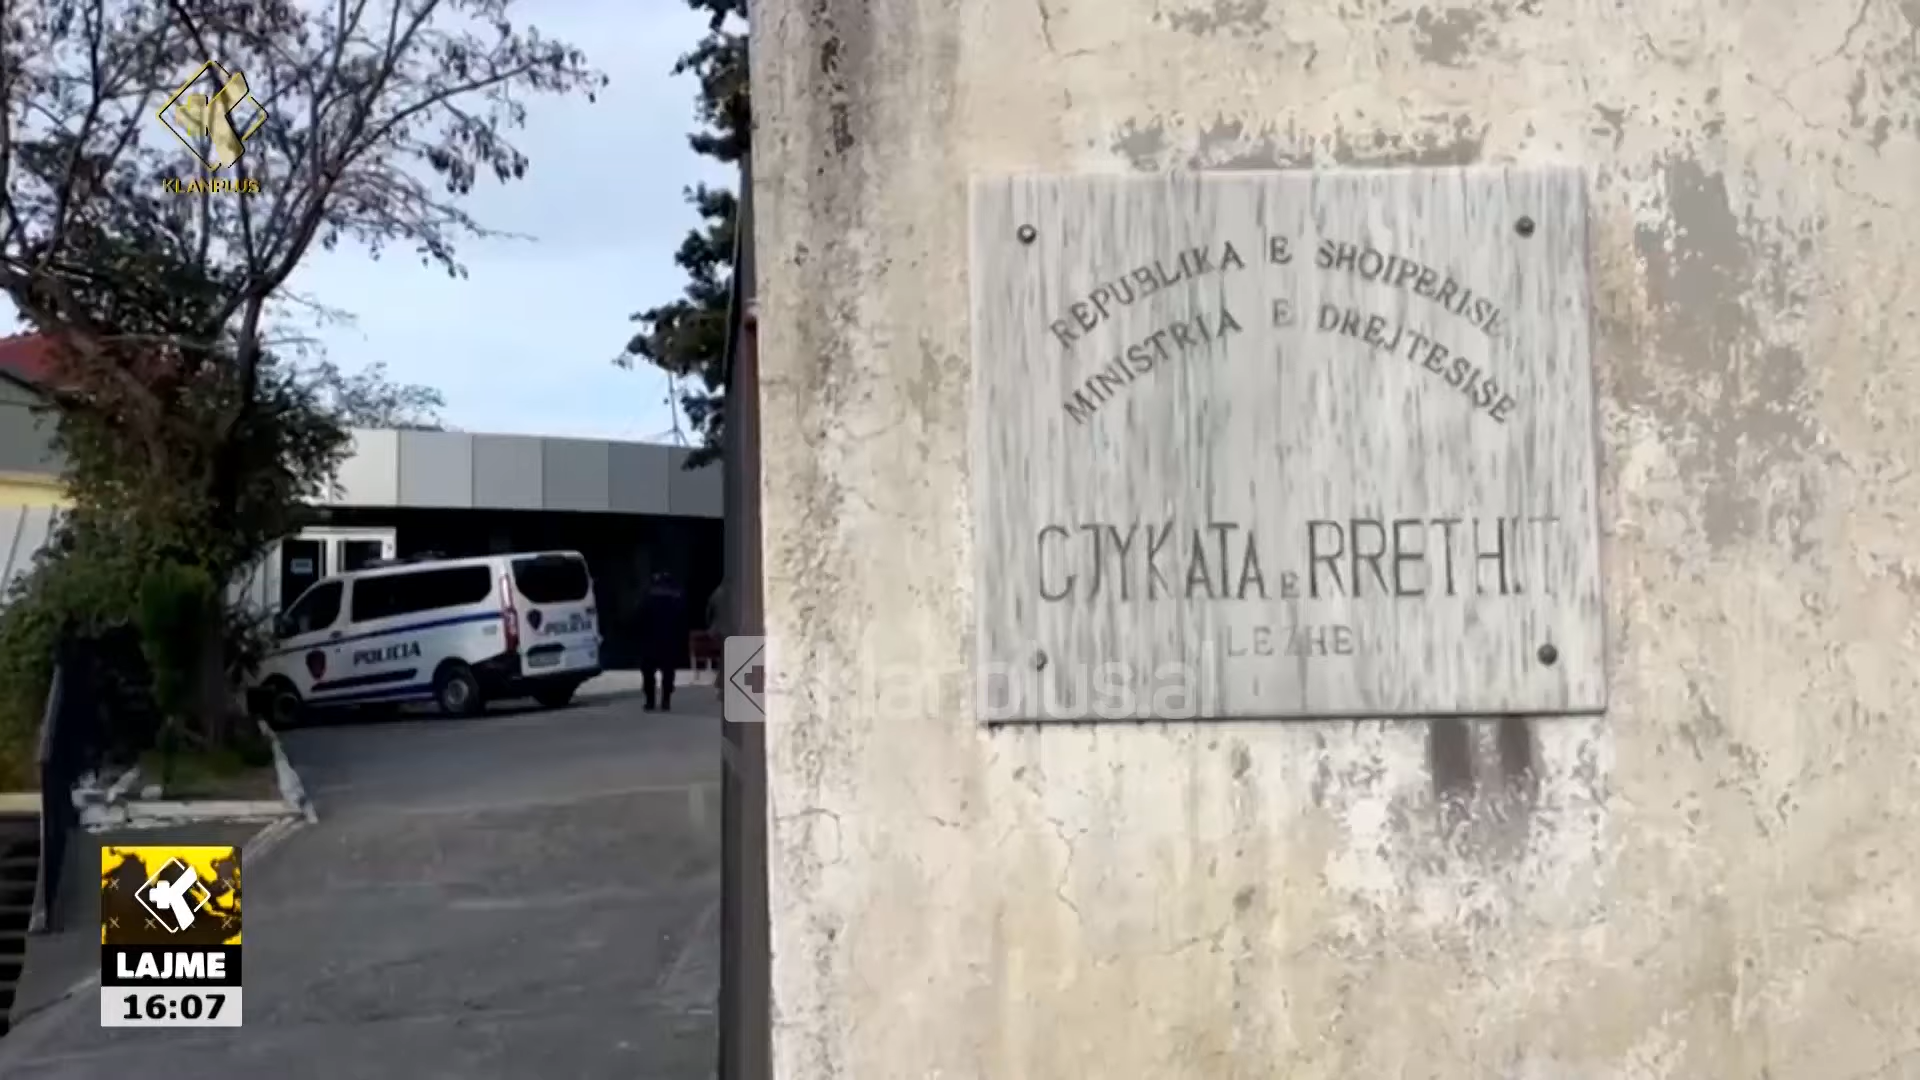 KLANPLUS
REPUBLIKA E SHQIPERISE
MINISTRIA E DREJTESISE
GJYKATA E RRETHIT
LEZHE
POLICIA
POLICIA
klanplus.al
LAJME
16:07